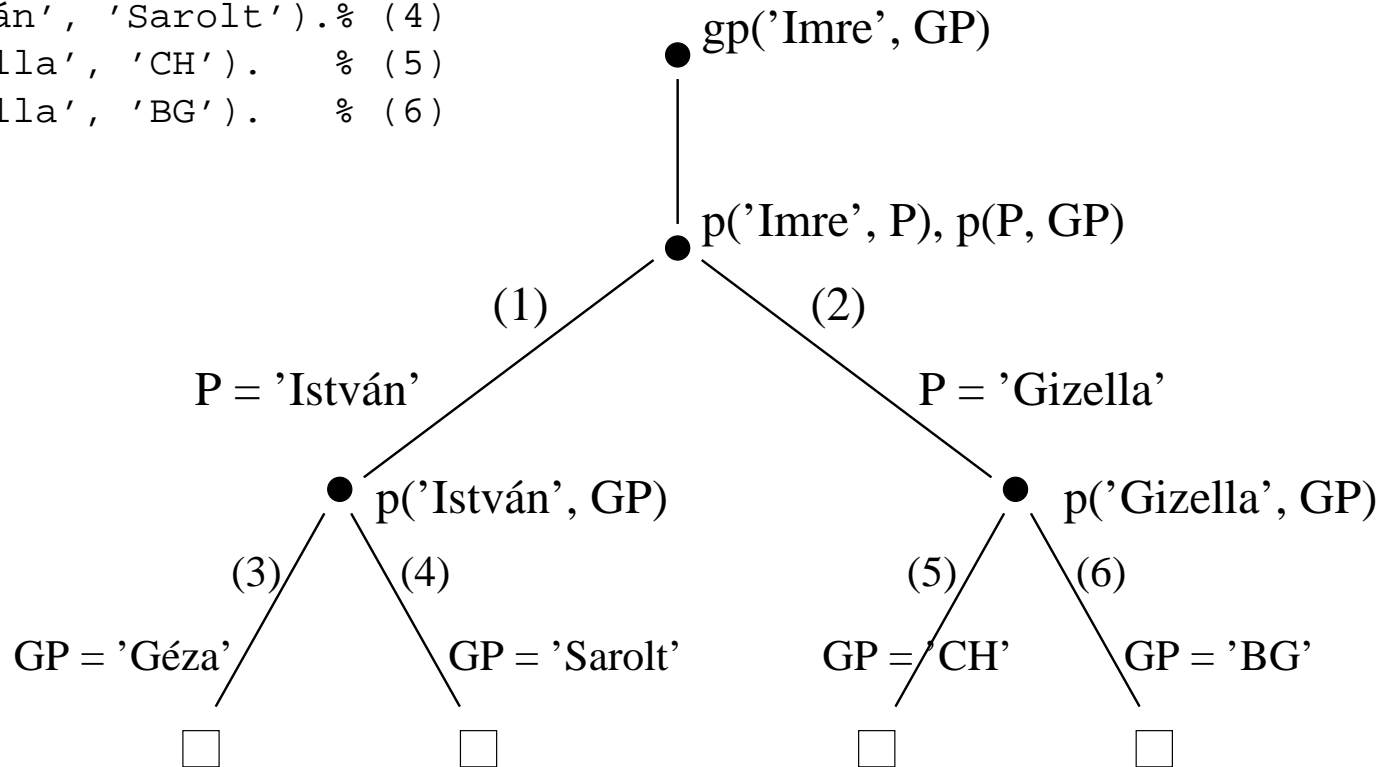 án', 'Sarolt').% (4)
lla', 'CH'). % (5)
lla', 'BG'). % (6)
gp('Imre', GP)
p('Imre', P), p(P, GP)
(1) (2)
P = 'István' P = 'Gizella'
p('István', GP) p('Gizella', GP)
(3) (4) (5) (6)
GP = 'Géza' GP = 'Sarolt' GP = 'CH' GP = 'BG'